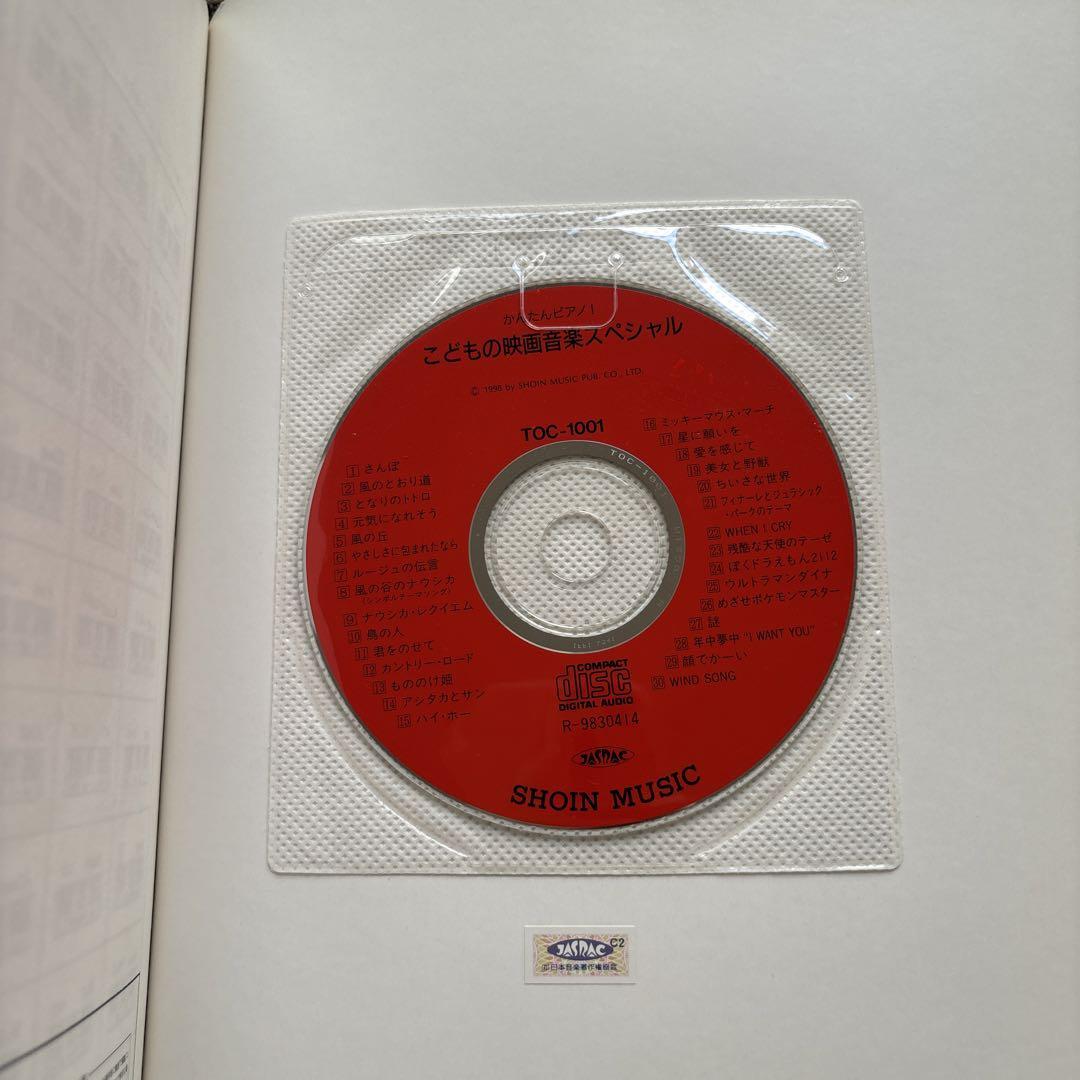 かんたんピアノ!
こどもの映画音楽スペシャル
© 1998 by SHOIN MUSIC PUB. CO., LTD.
TOC-1001
TOC-1001
1 さんぽ
2 風のとおり道
3 となりのトトロ
4 元気になれそう
5 風の丘
6 やさしさに包まれたなら
7 ルージュの伝言
8 風の谷のナウシカ
(シンボルテーマソング)
9 ナウシカ・レクイエム
10 鳥の人
11 君をのせて
12 カントリー・ロード
13 もののけ姫
14 アシタカとサン
15 ハイ・ホー
16 ミッキーマウス・マーチ
17 星に願いを
18 愛を感じて
19 美女と野獣
20 ちいさな世界
21 フィナーレとジュラシック
・パークのテーマ
22 WHEN I CRY
23 残酷な天使のテーゼ
24 ぼくドラえもん2112
25 ウルトラマンダイナ
26 めざせポケモンマスター
27 謎
28 年中夢中 "I WANT YOU"
29 顔でかーい
30 WIND SONG
COMPACT
disc
DIGITAL AUDIO
R-9830414
JASRAC
SHOIN MUSIC
JASRAC C2
日本音楽著作権協会